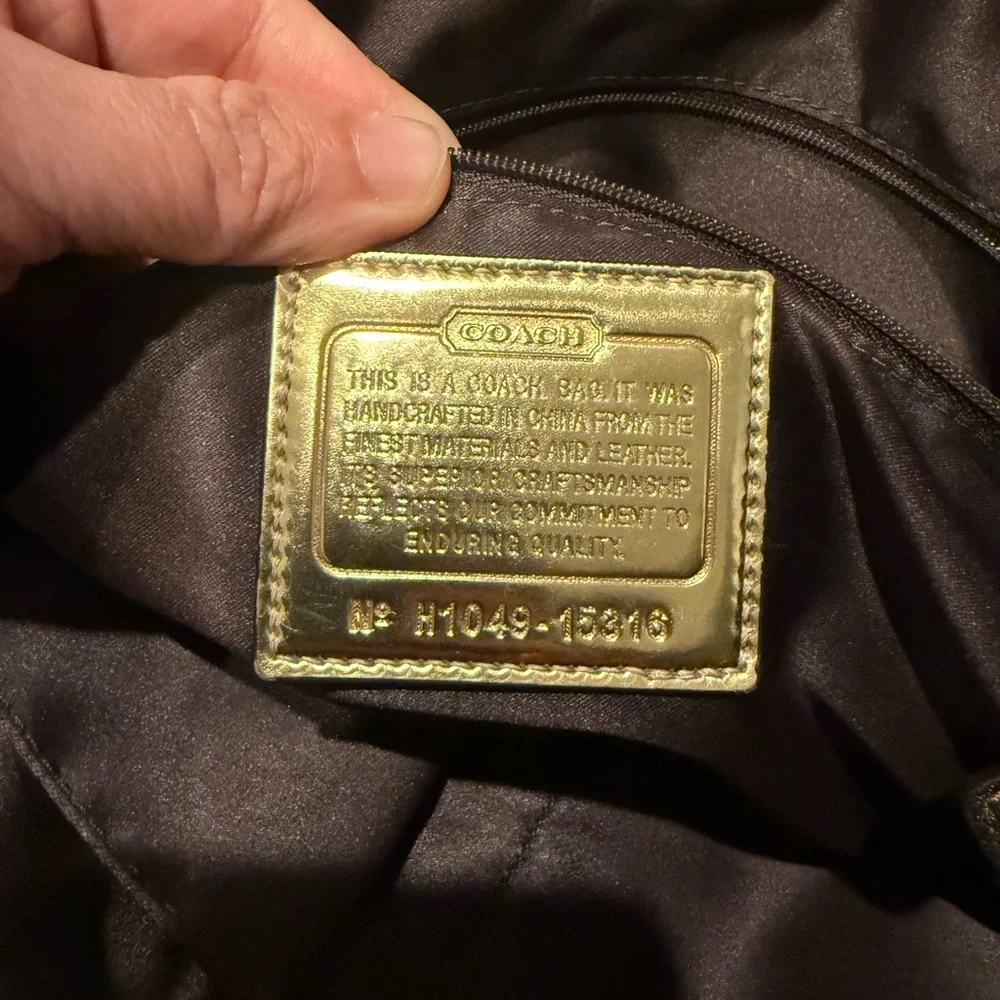 COACH
THIS IS A COACH BAG. IT WAS
HANDCRAFTED IN CHINA FROM THE
FINEST MATERIALS AND LEATHER.
ITS SUPERIOR CRAFTSMANSHIP
REFLECTS OUR COMMITMENT TO
ENDURING QUALITY.
Nº H1049-15316